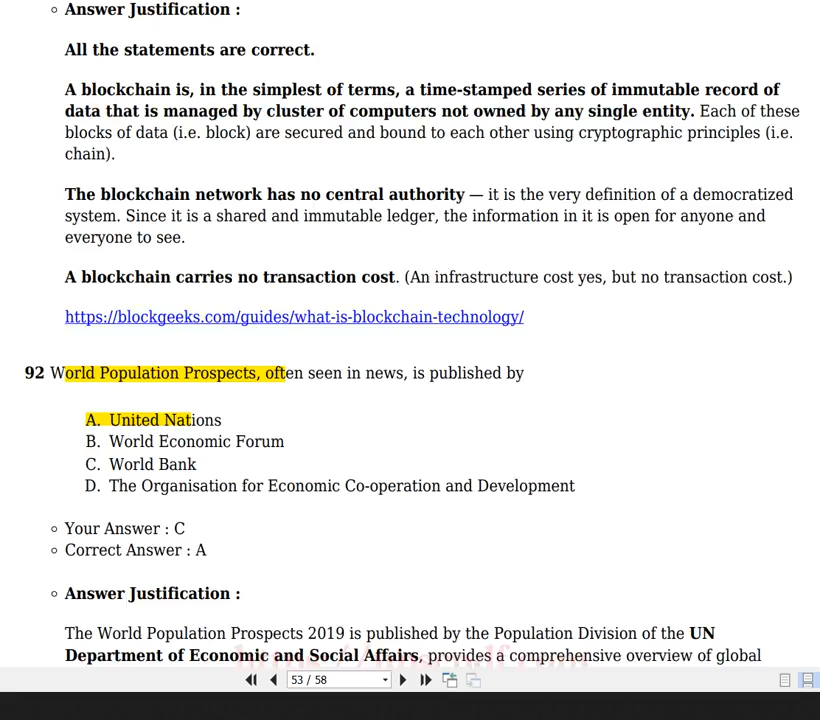 Answer Justification :
All the statements are correct.
A blockchain is, in the simplest of terms, a time-stamped series of immutable record of
data that is managed by cluster of computers not owned by any single entity. Each of these
blocks of data (i.e. block) are secured and bound to each other using cryptographic principles (i.e.
chain).
The blockchain network has no central authority — it is the very definition of a democratized
system. Since it is a shared and immutable ledger, the information in it is open for anyone and
everyone to see.
A blockchain carries no transaction cost. (An infrastructure cost yes, but no transaction cost.)
https://blockgeeks.com/guides/what-is-blockchain-technology/
92 World Population Prospects, often seen in news, is published by
A. United Nations
B. World Economic Forum
C. World Bank
D. The Organisation for Economic Co-operation and Development
Your Answer : C
Correct Answer : A
Answer Justification :
The World Population Prospects 2019 is published by the Population Division of the UN
Department of Economic and Social Affairs, provides a comprehensive overview of global
53 / 58